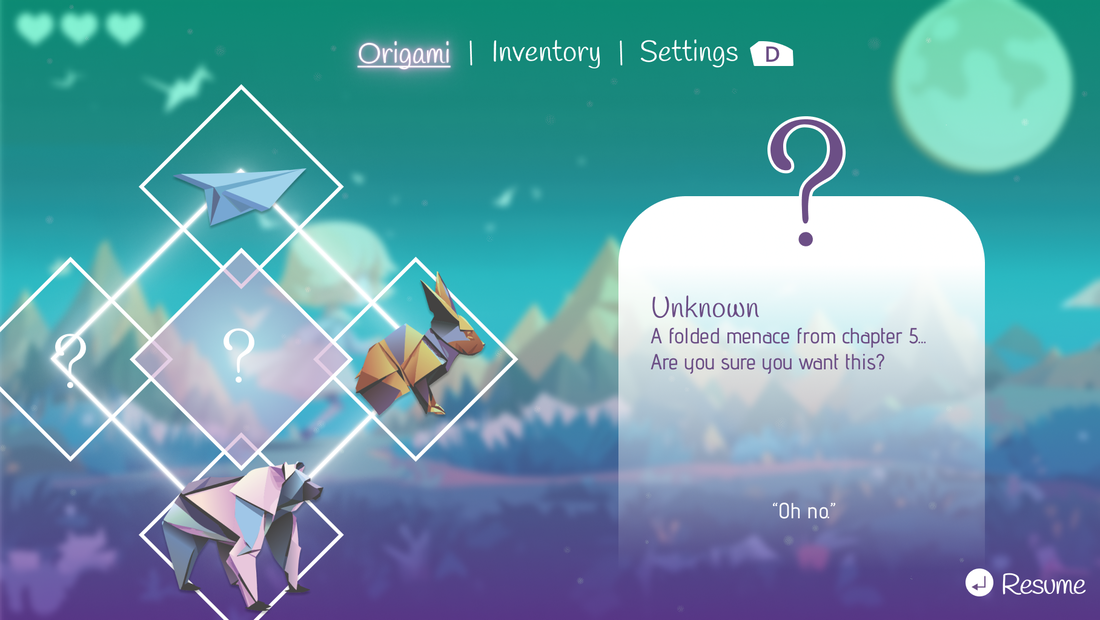 Origami | Inventory | Settings D
?
?
?
Unknown
A folded menace from chapter 5...
Are you sure you want this?
“Oh no.”
Resume